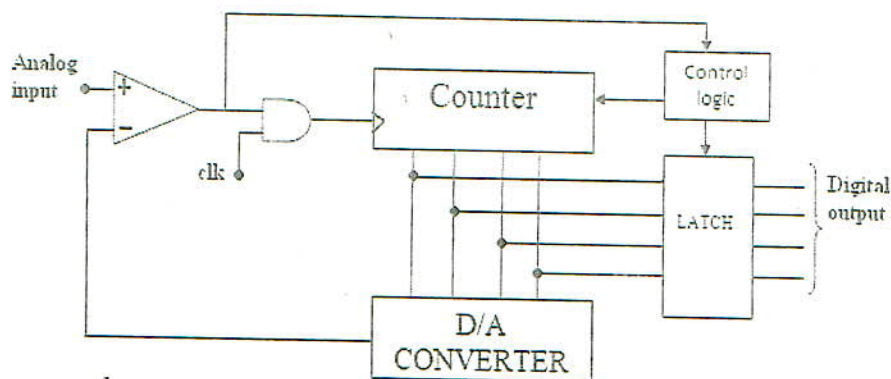 Analog
input
+
−
clk
Counter
Control
logic
LATCH
Digital
output
D/A
CONVERTER